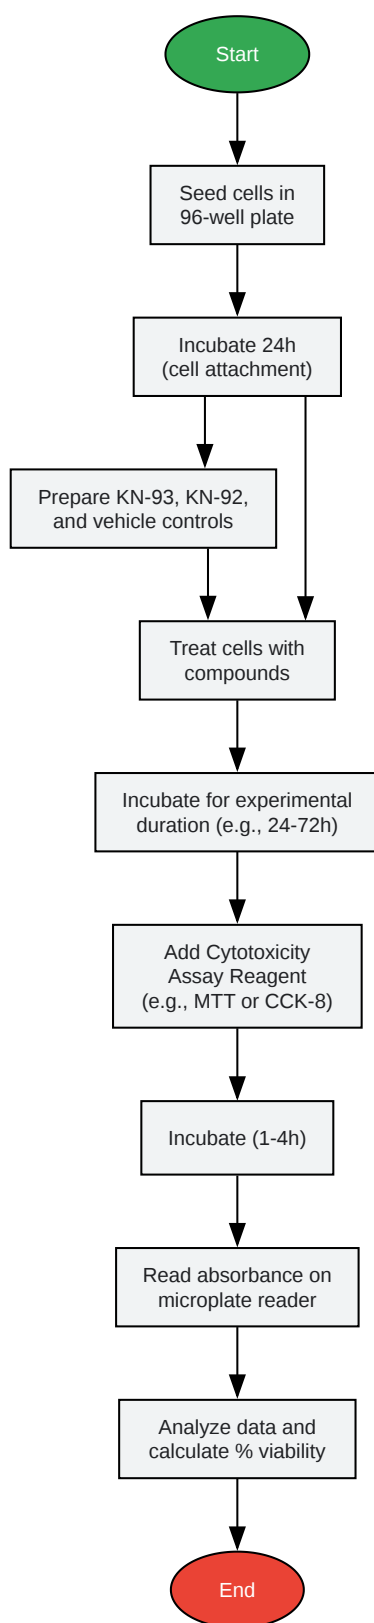 Start
Seed cells in
96-well plate
Incubate 24h
(cell attachment)
Prepare KN-93, KN-92,
and vehicle controls
Treat cells with
compounds
Incubate for experimental
duration (e.g., 24-72h)
Add Cytotoxicity
Assay Reagent
(e.g., MTT or CCK-8)
Incubate (1-4h)
Read absorbance on
microplate reader
Analyze data and
calculate % viability
End